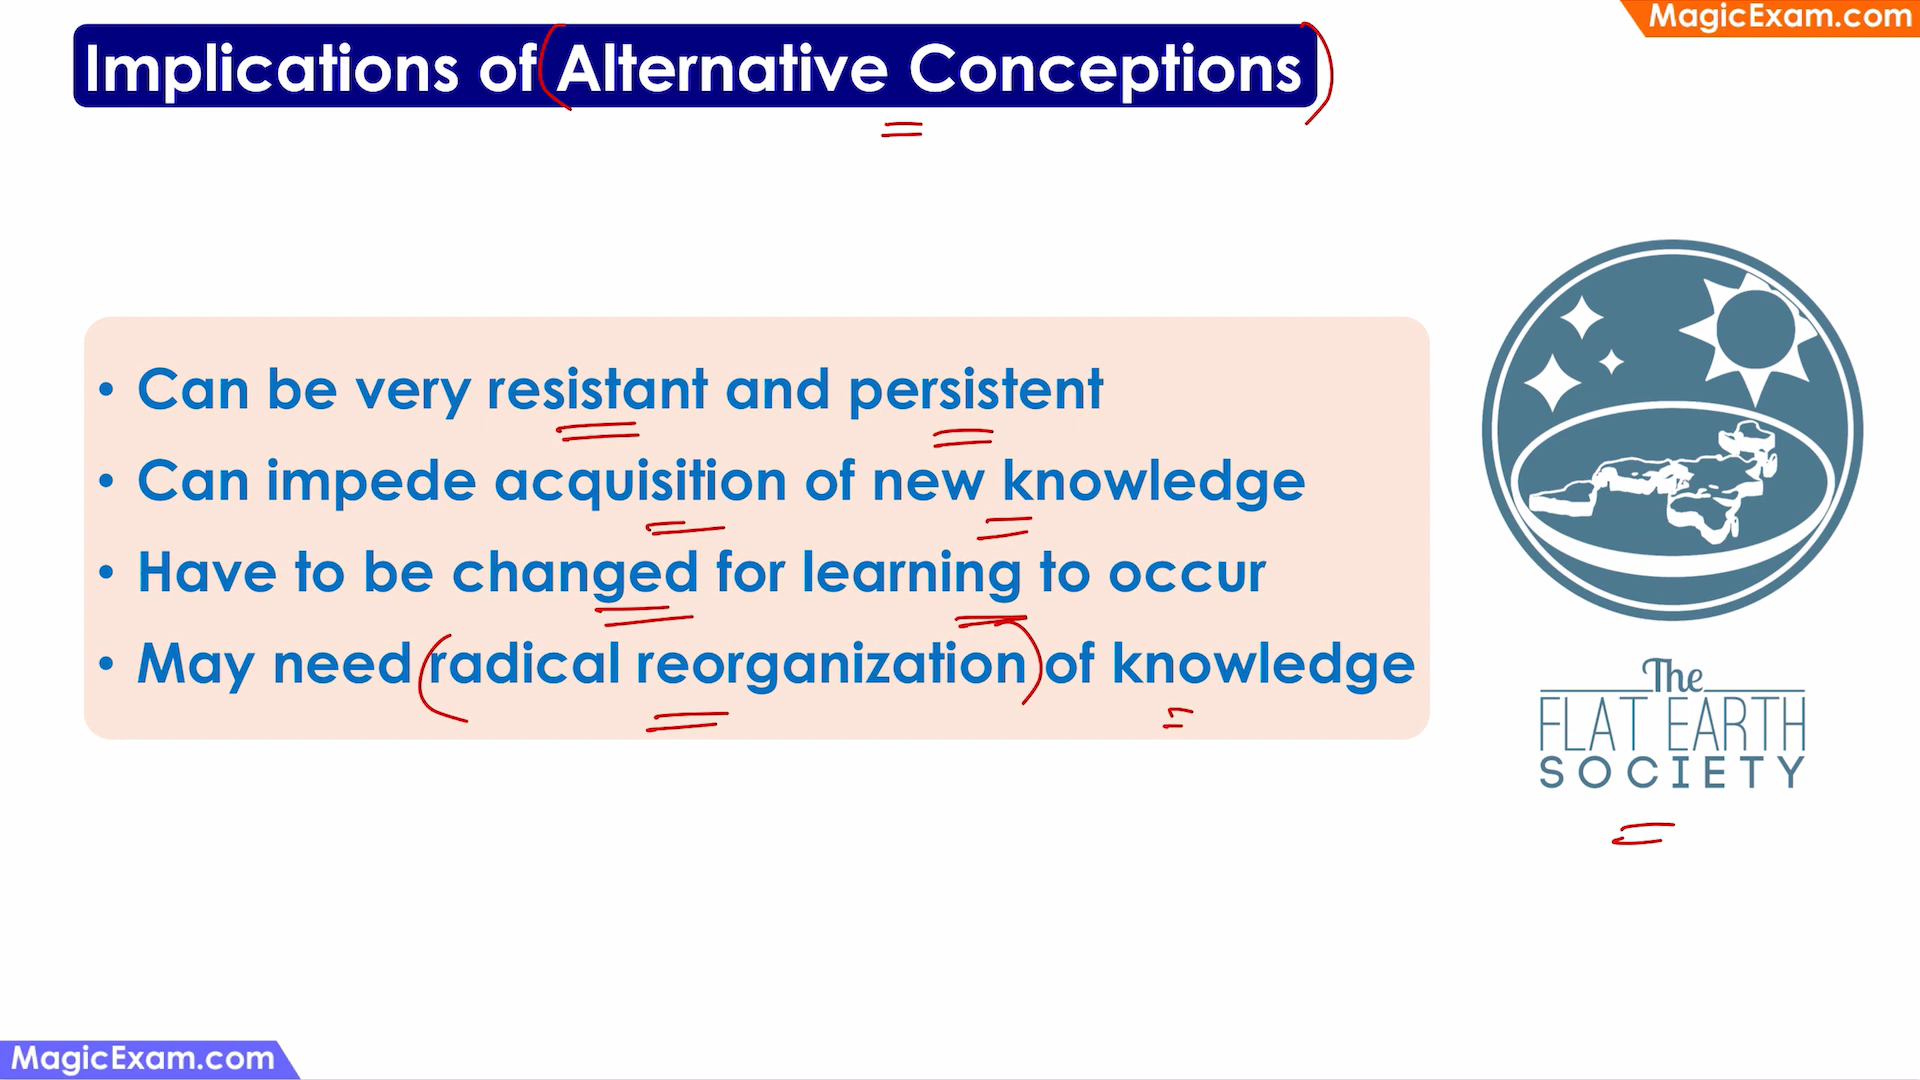 MagicExam.com
Implications of Alternative Conceptions
• Can be very resistant and persistent
• Can impede acquisition of new knowledge
• Have to be changed for learning to occur
• May need radical reorganization of knowledge
The
FLAT EARTH
SOCIETY
MagicExam.com